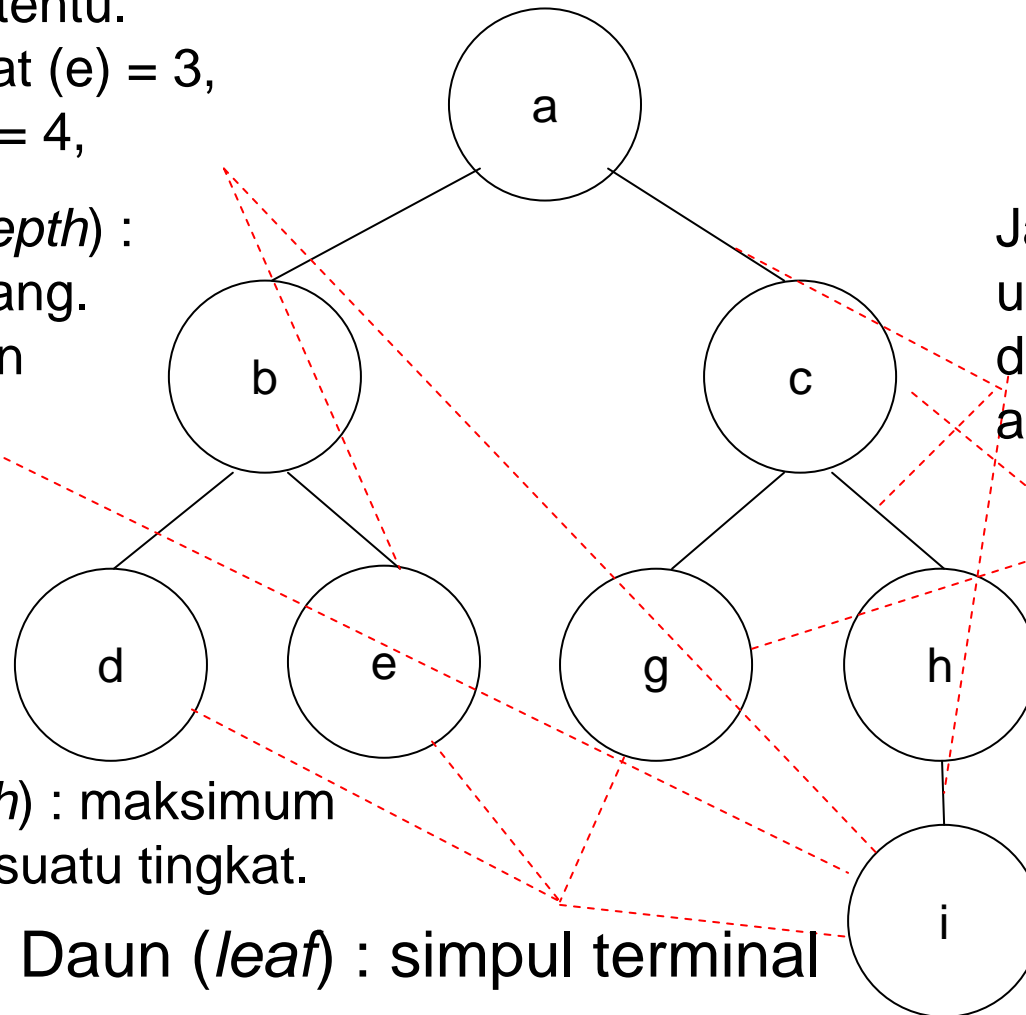 tentu.
at (e) = 3,
= 4,
a
epth) :
ang.
n
Ja
u
d
a
b
c
d
e
g
h
h) : maksimum
suatu tingkat.
i
Daun (leaf) : simpul terminal